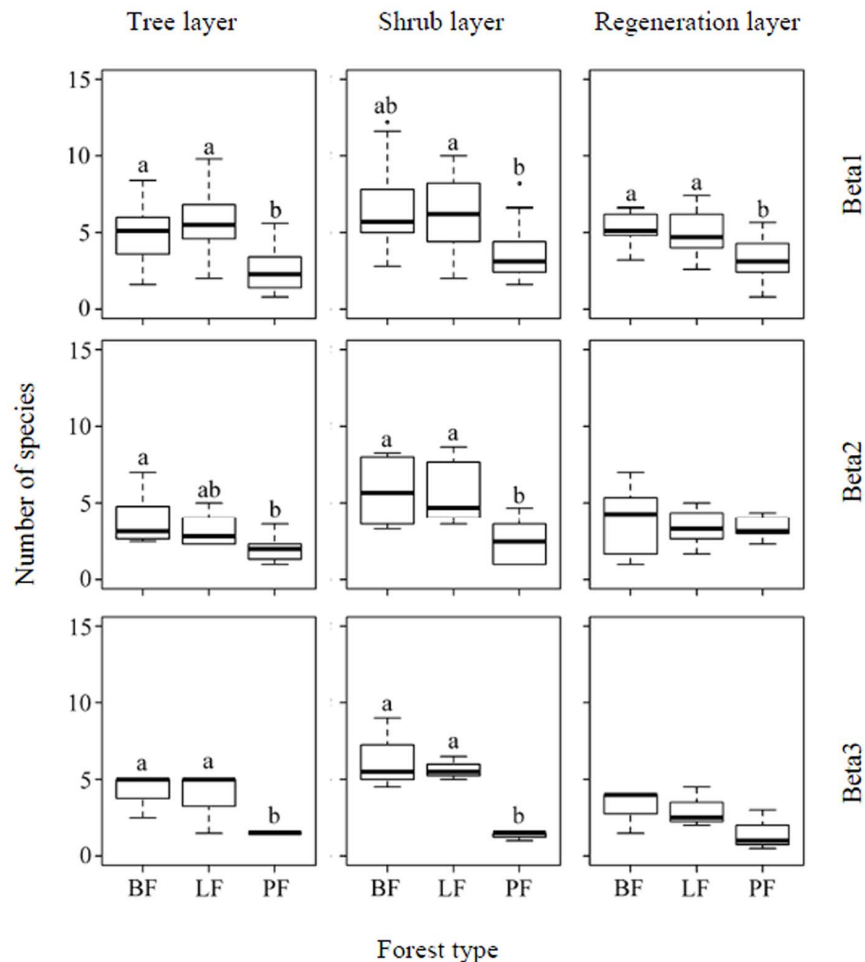 Tree layer Shrub layer Regeneration layer
15
10
5
0
a a b
ab a b
a a b
Beta1
15
10
5
0
a ab b
a a b
Beta2
15
10
5
0
a a b
a a b
Beta3
Number of species
BF LF PF BF LF PF BF LF PF
Forest type